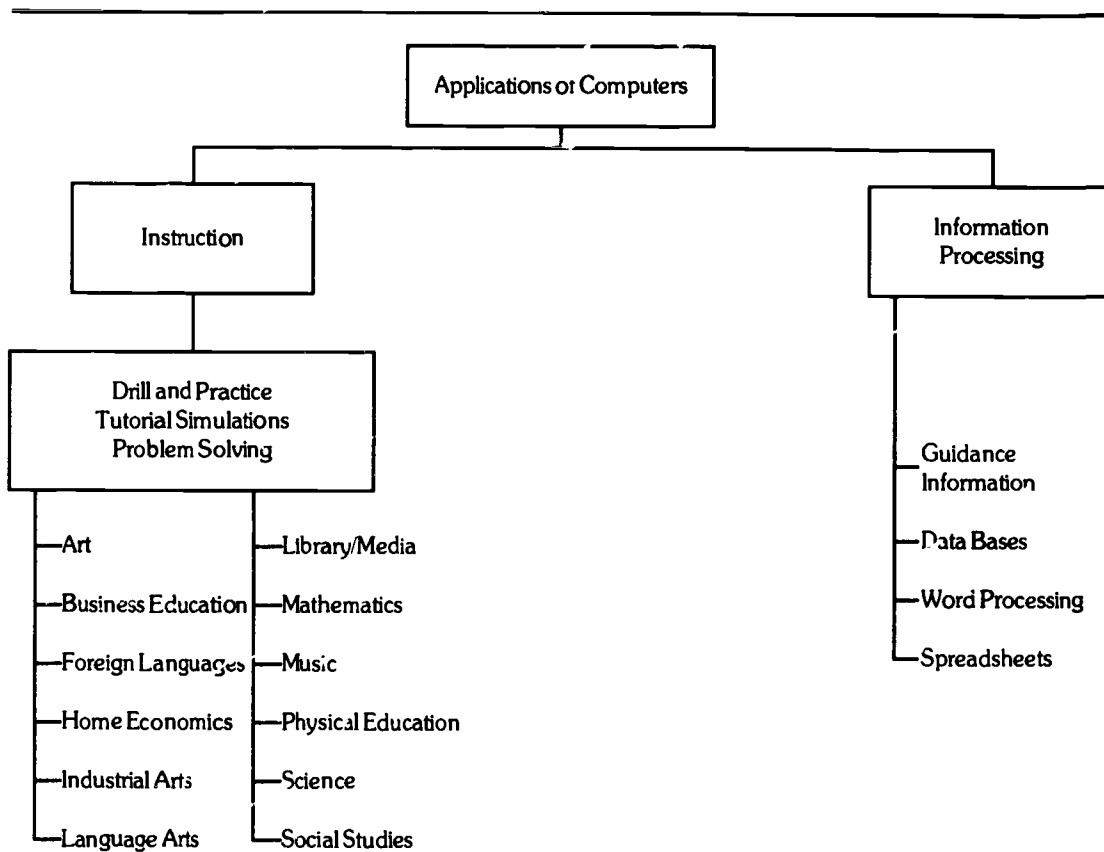 Applications of Computers
Instruction
Information
Processing
Drill and Practice
Tutorial Simulations
Problem Solving
Art
Business Education
Foreign Languages
Home Economics
Industrial Arts
Language Arts
Library/Media
Mathematics
Music
Physical Education
Science
Social Studies
Guidance
Information
Data Bases
Word Processing
Spreadsheets